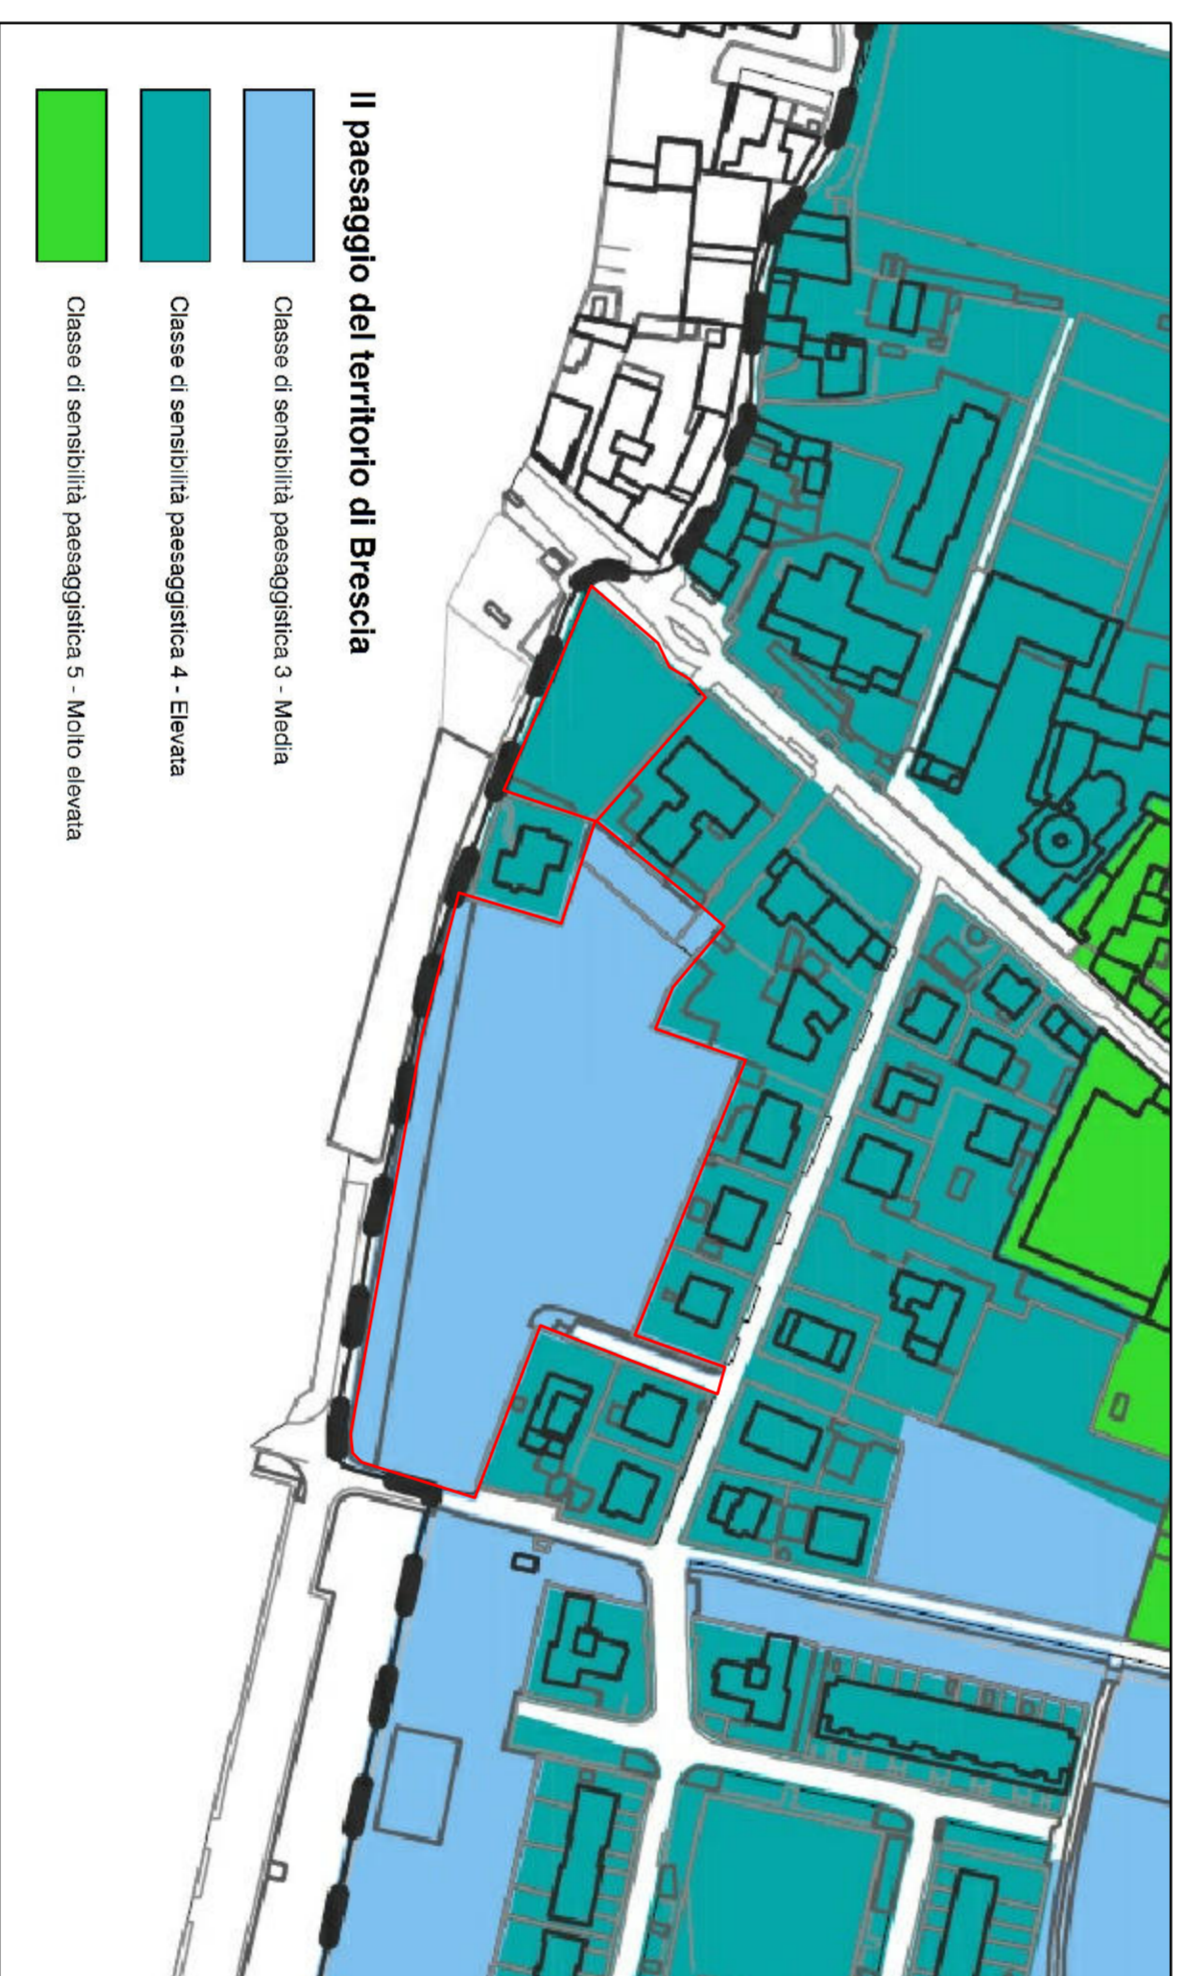 Il paesaggio del territorio di Brescia
Classe di sensibilità paesaggistica 3 - Media
Classe di sensibilità paesaggistica 4 - Elevata
Classe di sensibilità paesaggistica 5 - Molto elevata